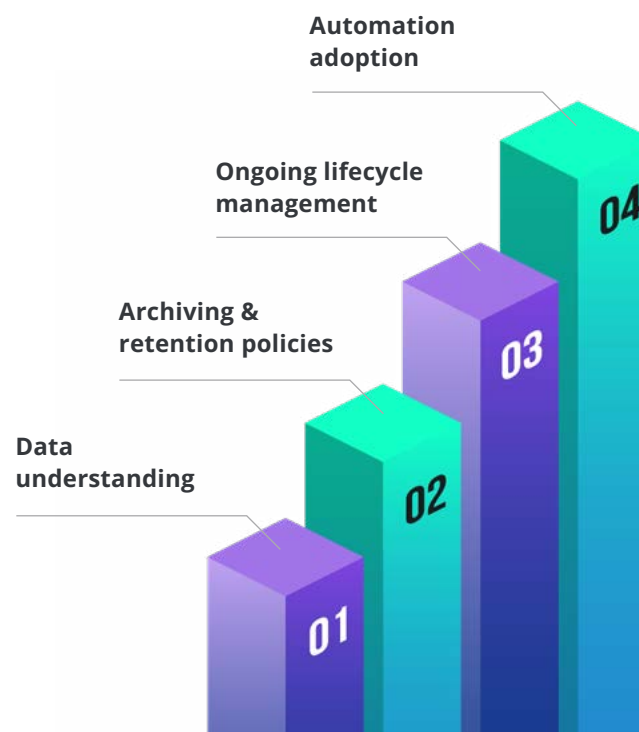 Automation
adoption
04
Ongoing lifecycle
management
03
Archiving &
retention policies
02
Data
understanding
01